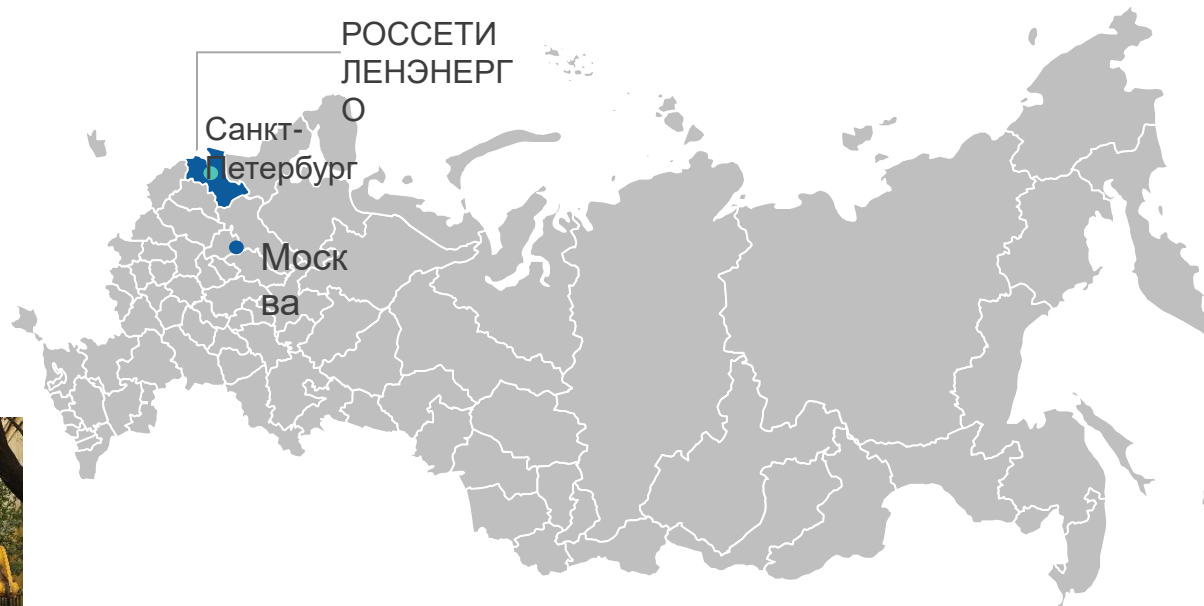 РОССЕТИ
ЛЕНЭНЕРГ
О
Санкт-
Петербург
Моск
ва